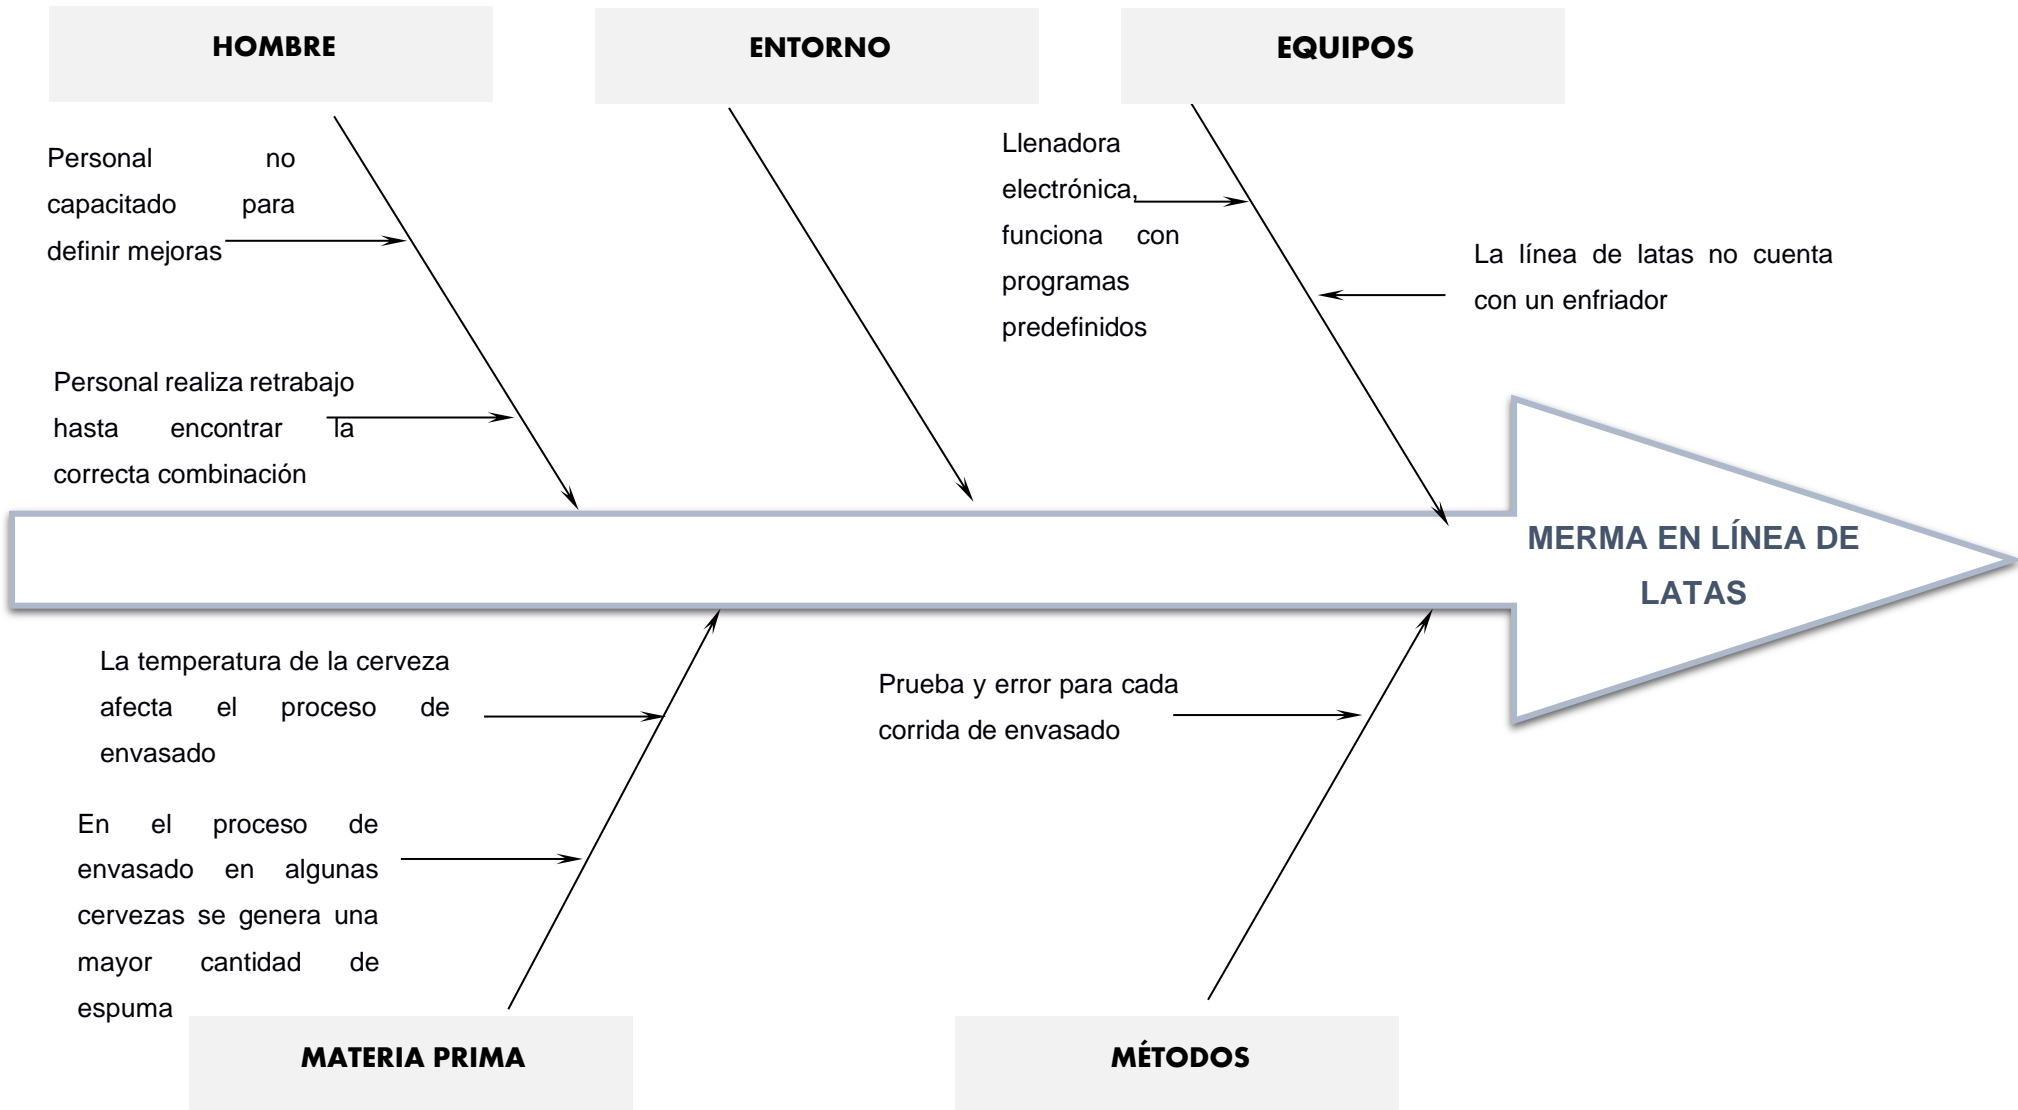 HOMBRE
ENTORNO
EQUIPOS
Personal no
capacitado para
definir mejoras
Personal realiza retrabajo
hasta encontrar la
correcta combinación
Llenadora
electrónica,
funciona con
programas
predefinidos
La línea de latas no cuenta
con un enfriador
MERMA EN LÍNEA DE
LATAS
La temperatura de la cerveza
afecta el proceso de
envasado
En el proceso de
envasado en algunas
cervezas se genera una
mayor cantidad de
espuma
Prueba y error para cada
corrida de envasado
MATERIA PRIMA
MÉTODOS